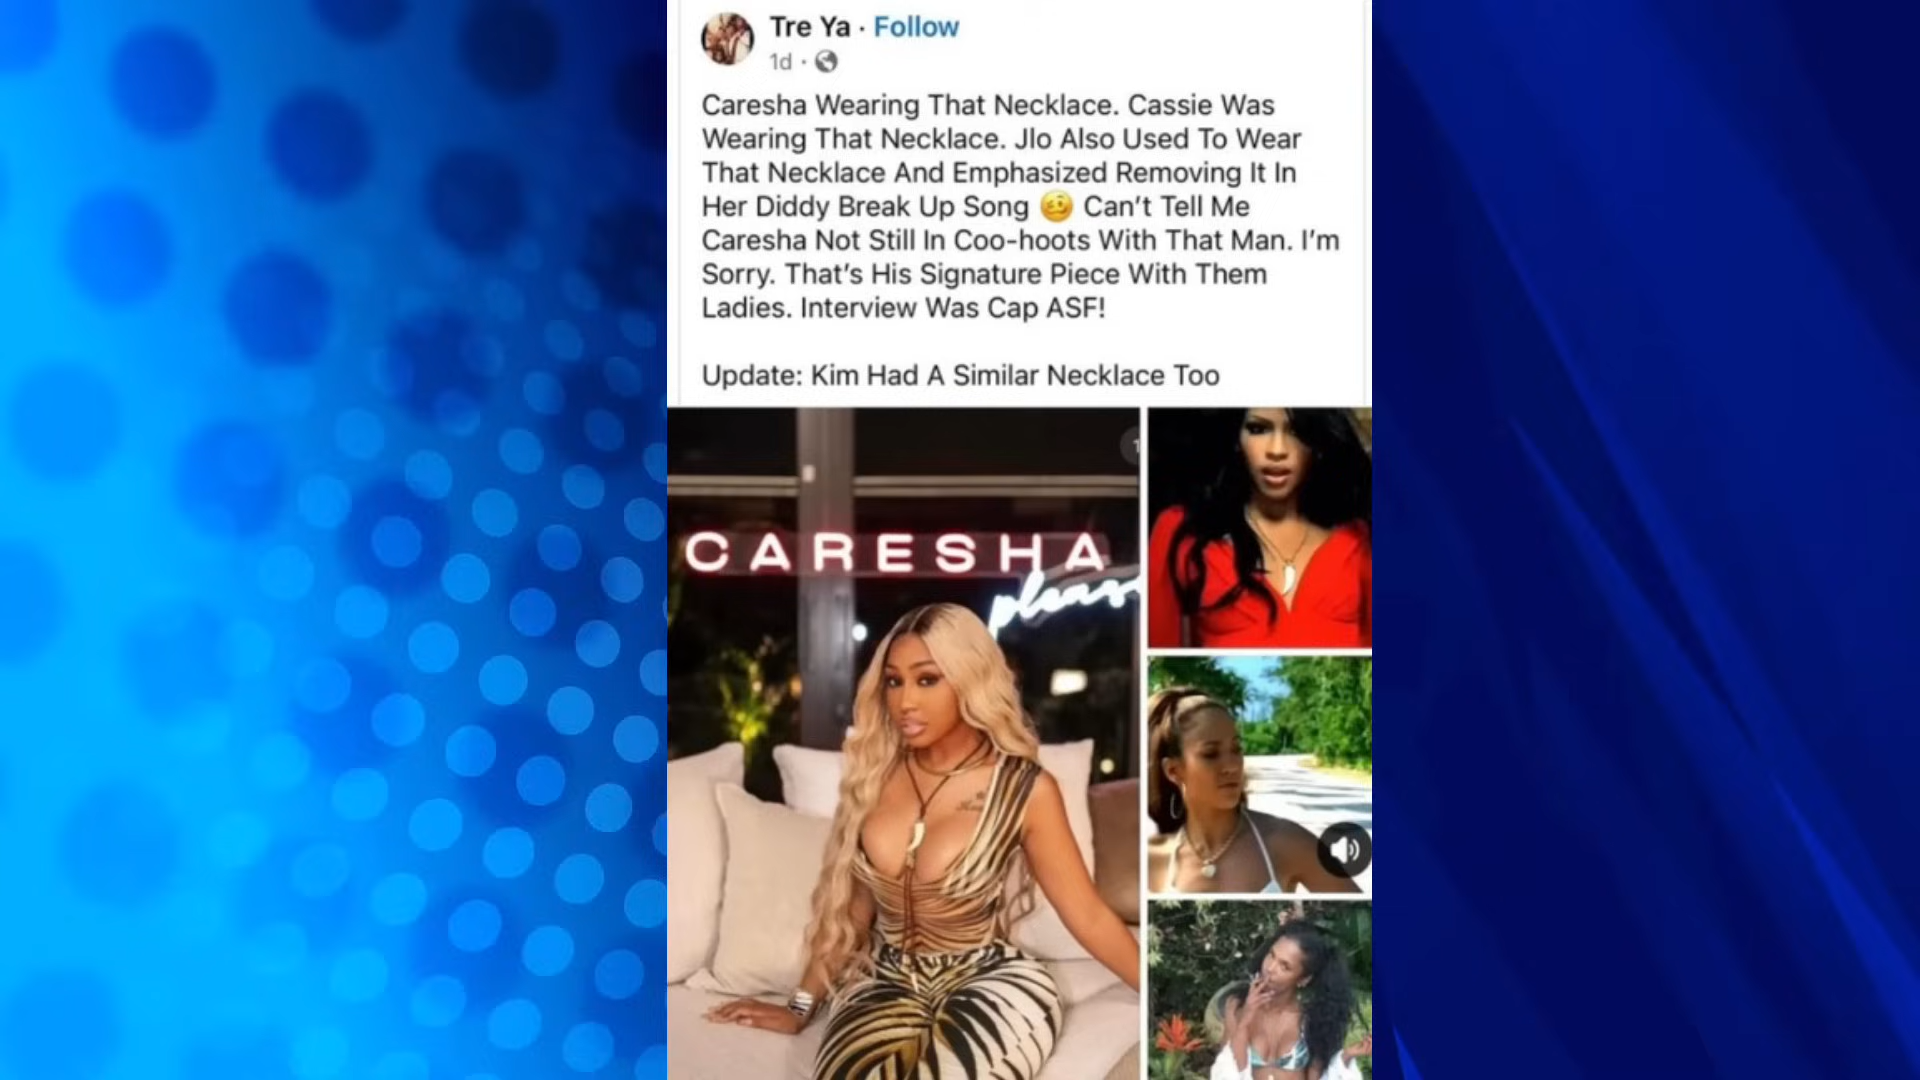 Tre Ya · Follow
1d ·
Caresha Wearing That Necklace. Cassie Was
Wearing That Necklace. Jlo Also Used To Wear
That Necklace And Emphasized Removing It In
Her Diddy Break Up Song 🥴 Can't Tell Me
Caresha Not Still In Coo-hoots With That Man. I'm
Sorry. That's His Signature Piece With Them
Ladies. Interview Was Cap ASF!
Update: Kim Had A Similar Necklace Too
CARESHA